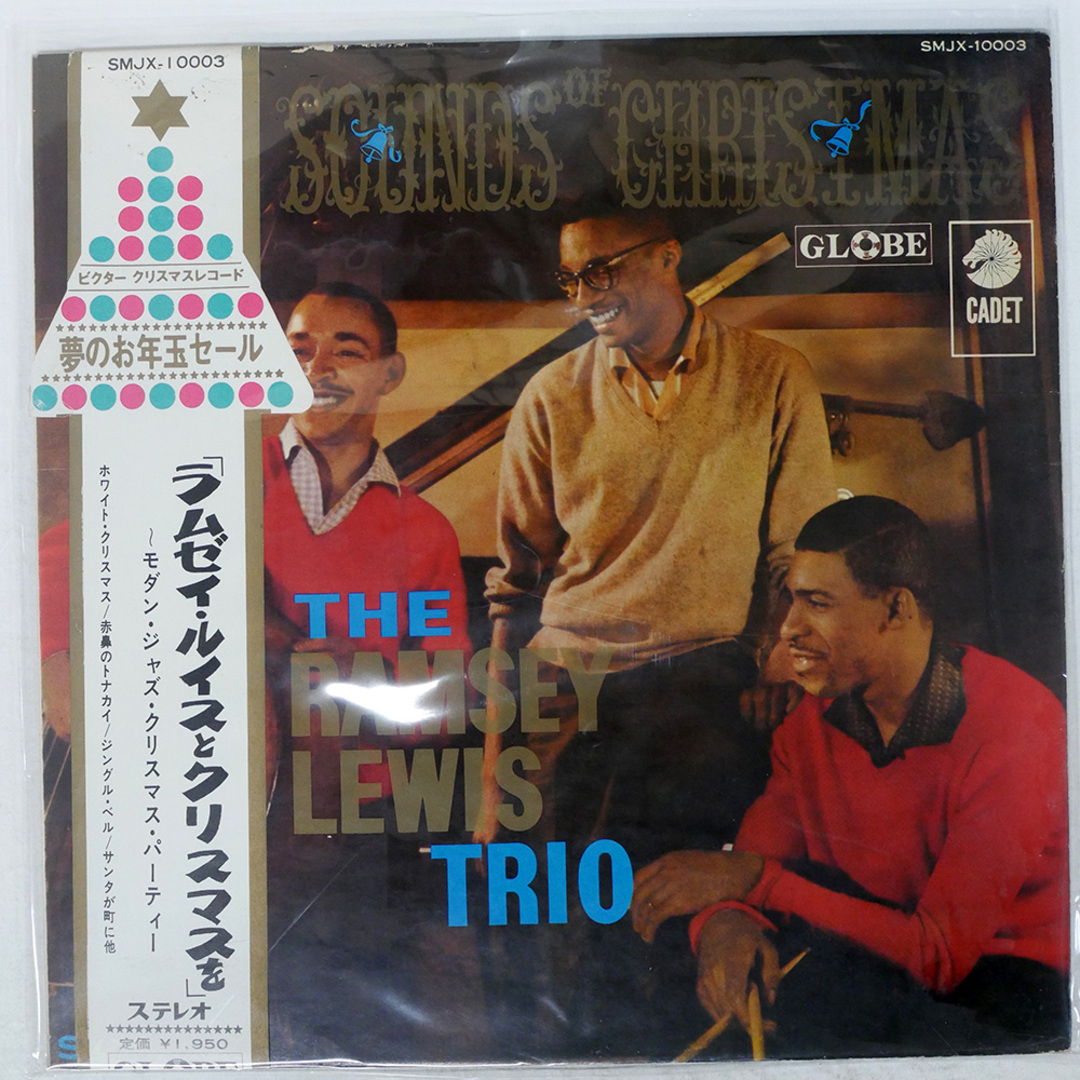 SMJX-10003
ビクター クリスマスレコード
夢のお年玉セール
「ラムゼイ・ルイスとクリスマスを」
~モダン・ジャズ・クリスマス・パーティー
ホワイト・クリスマス/赤鼻のトナカイ/ジングル・ベル/サンタが町に他
ステレオ
定価 ¥1,950
GLOBE
S
SMJX-10003
SOUNDS OF CHRISTMAS
GLOBE
CADET
THE
RAMSEY
LEWIS
TRIO